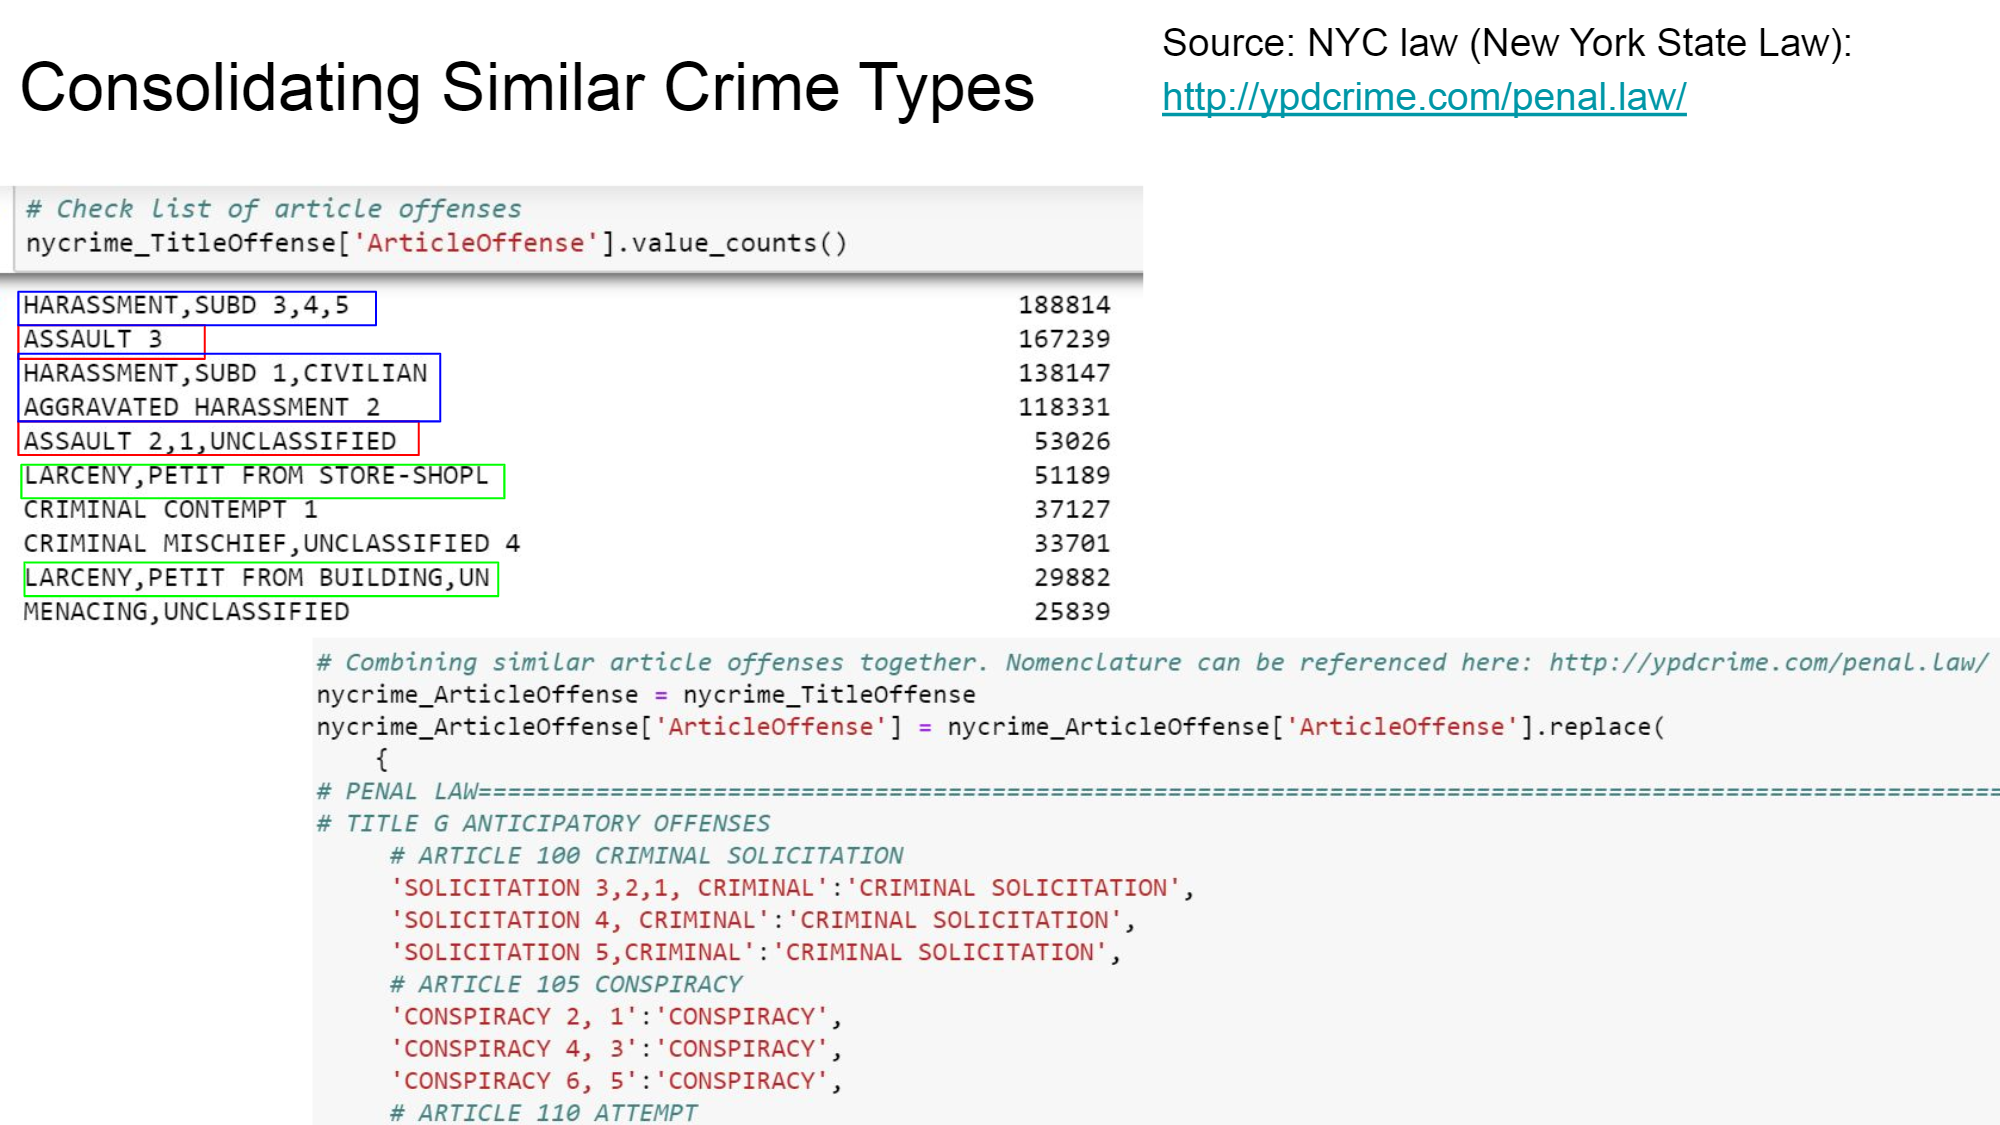 Consolidating Similar Crime Types
Source: NYC law (New York State Law):
http://ypdcrime.com/penal.law/
# Check list of article offenses
nycrime_TitleOffense['ArticleOffense'].value_counts()
HARASSMENT,SUBD 3,4,5 188814
ASSAULT 3 167239
HARASSMENT,SUBD 1,CIVILIAN 138147
AGGRAVATED HARASSMENT 2 118331
ASSAULT 2,1,UNCLASSIFIED 53026
LARCENY,PETIT FROM STORE-SHOPL 51189
CRIMINAL CONTEMPT 1 37127
CRIMINAL MISCHIEF,UNCLASSIFIED 4 33701
LARCENY,PETIT FROM BUILDING,UN 29882
MENACING,UNCLASSIFIED 25839
# Combining similar article offenses together. Nomenclature can be referenced here: http://ypdcrime.com/penal.law/
nycrime_ArticleOffense = nycrime_TitleOffense
nycrime_ArticleOffense['ArticleOffense'] = nycrime_ArticleOffense['ArticleOffense'].replace(
{
# PENAL LAW========================================================================================================
# TITLE G ANTICIPATORY OFFENSES
# ARTICLE 100 CRIMINAL SOLICITATION
'SOLICITATION 3,2,1, CRIMINAL':'CRIMINAL SOLICITATION',
'SOLICITATION 4, CRIMINAL':'CRIMINAL SOLICITATION',
'SOLICITATION 5,CRIMINAL':'CRIMINAL SOLICITATION',
# ARTICLE 105 CONSPIRACY
'CONSPIRACY 2, 1':'CONSPIRACY',
'CONSPIRACY 4, 3':'CONSPIRACY',
'CONSPIRACY 6, 5':'CONSPIRACY',
# ARTICLE 110 ATTEMPT